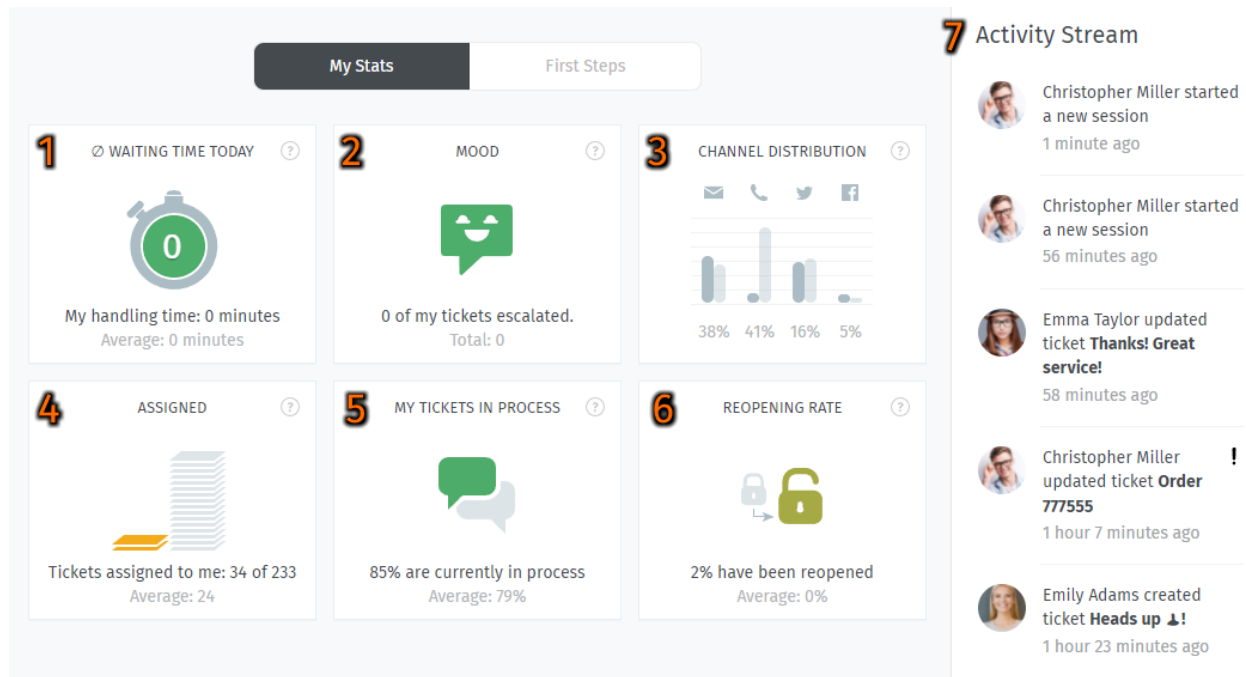 My Stats
First Steps
1
∅ WAITING TIME TODAY
?
0
My handling time: 0 minutes
Average: 0 minutes
2
MOOD
?
0 of my tickets escalated.
Total: 0
3
CHANNEL DISTRIBUTION
?
38% 41% 16% 5%
4
ASSIGNED
?
Tickets assigned to me: 34 of 233
Average: 24
5
MY TICKETS IN PROCESS
?
85% are currently in process
Average: 79%
6
REOPENING RATE
?
2% have been reopened
Average: 0%
7
Activity Stream
Christopher Miller started
a new session
1 minute ago
Christopher Miller started
a new session
56 minutes ago
Emma Taylor updated
ticket Thanks! Great
service!
58 minutes ago
Christopher Miller !
updated ticket Order
777555
1 hour 7 minutes ago
Emily Adams created
ticket Heads up !
1 hour 23 minutes ago